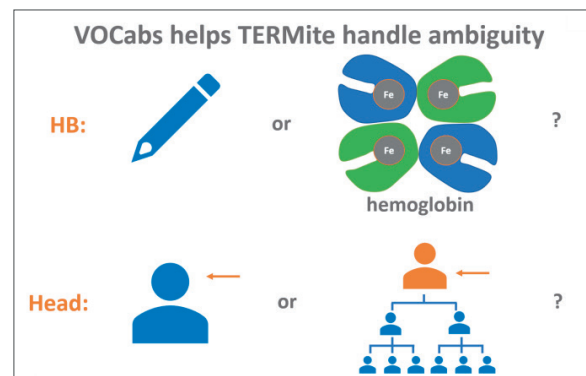 VOCabs helps TERMite handle ambiguity
HB:
or
Fe
Fe
Fe
Fe
?
hemoglobin
Head:
or
?